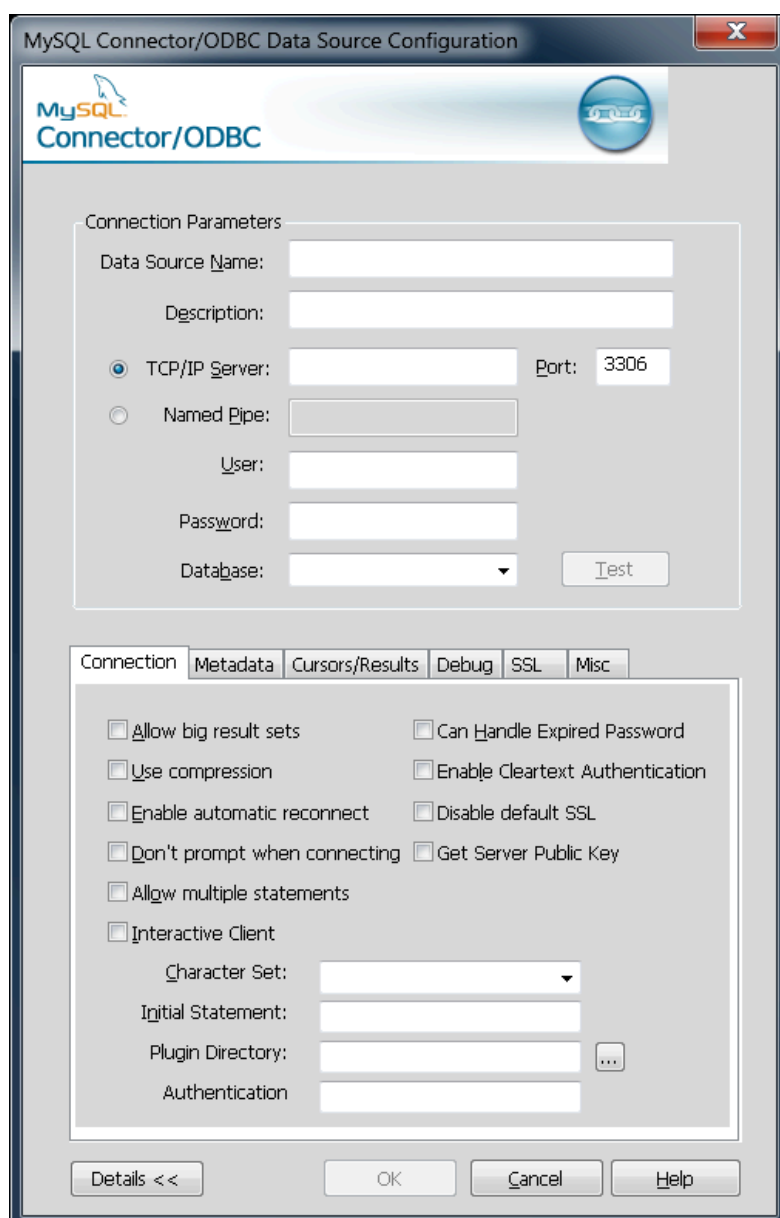 MySQL Connector/ODBC Data Source Configuration
X
MySQL
Connector/ODBC
Connection Parameters
Data Source Name:
Description:
TCP/IP Server: Port: 3306
Named Pipe:
User:
Password:
Database: Test
Connection Metadata Cursors/Results Debug SSL Misc
Allow big result sets Can Handle Expired Password
Use compression Enable Cleartext Authentication
Enable automatic reconnect Disable default SSL
Don't prompt when connecting Get Server Public Key
Allow multiple statements
Interactive Client
Character Set:
Initial Statement:
Plugin Directory: ...
Authentication
Details << OK Cancel Help